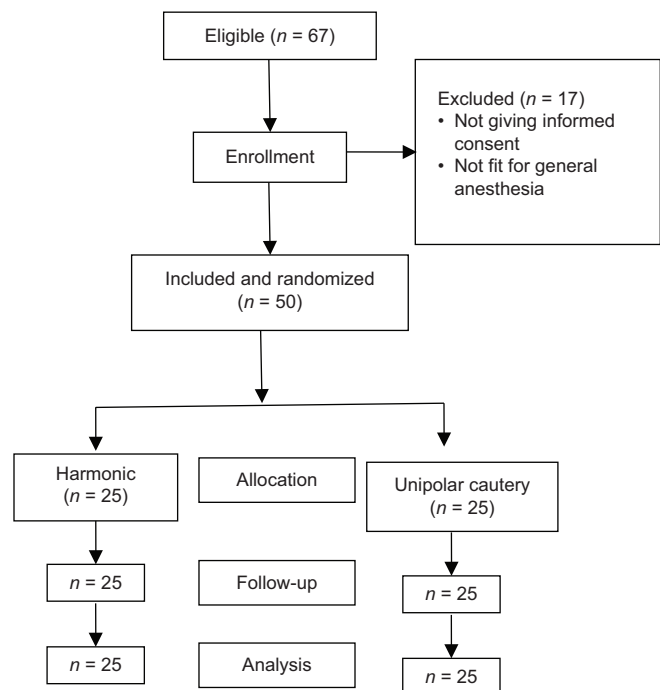 Eligible (n = 67)
Excluded (n = 17)
• Not giving informed
consent
• Not fit for general
anesthesia
Enrollment
Included and randomized
(n = 50)
Harmonic
(n = 25)
Allocation
Unipolar cautery
(n = 25)
n = 25
Follow-up
n = 25
n = 25
Analysis
n = 25